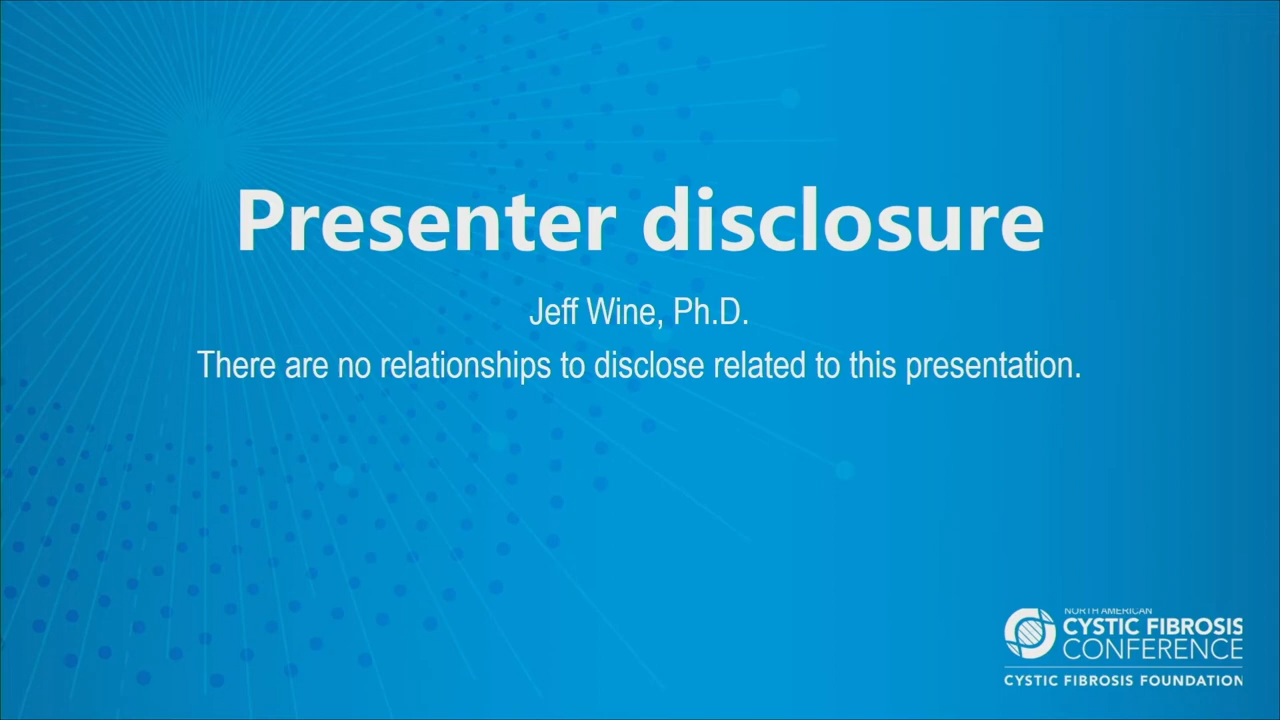 Presenter disclosure
Jeff Wine, Ph.D.
There are no relationships to disclose related to this presentation.
NORTH AMERICAN
CYSTIC FIBROSIS
CONFERENCE
CYSTIC FIBROSIS FOUNDATION